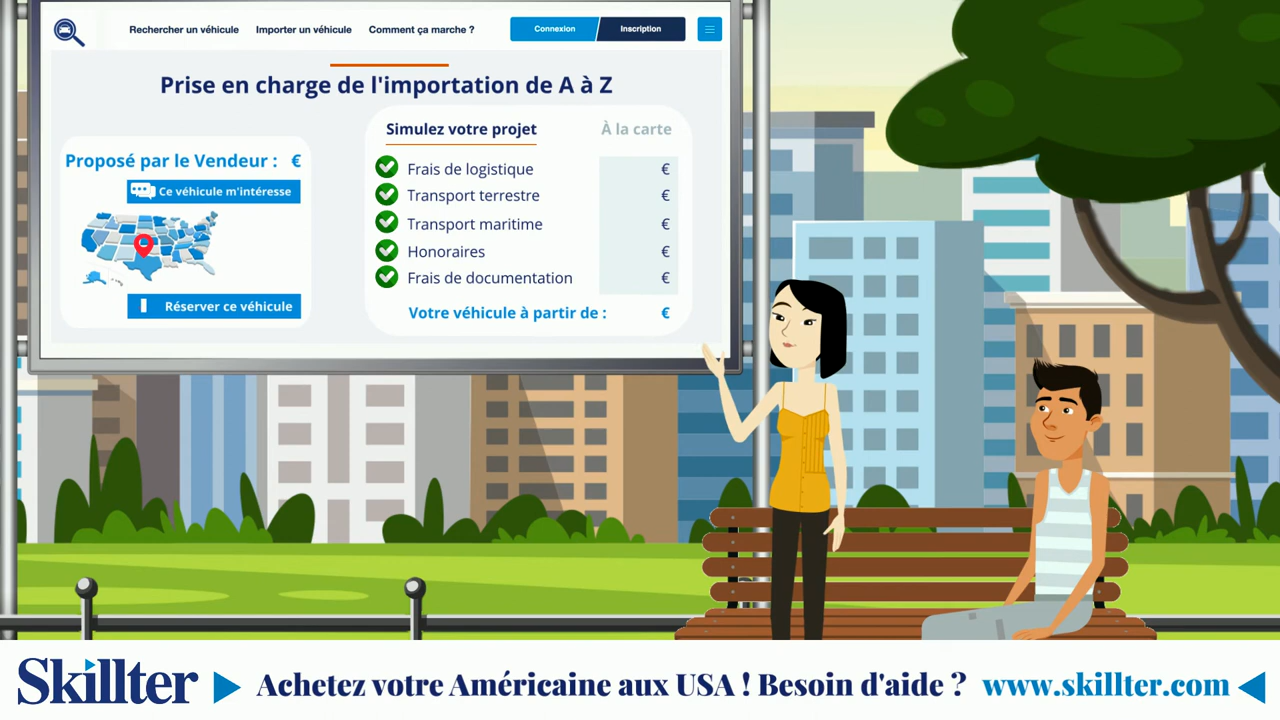 Rechercher un véhicule Importer un véhicule Comment ça marche ? Connexion Inscription
Prise en charge de l'importation de A à Z
Proposé par le Vendeur : €
Ce véhicule m'intéresse
Réserver ce véhicule
Simulez votre projet À la carte
Frais de logistique €
Transport terrestre €
Transport maritime €
Honoraires €
Frais de documentation €
Votre véhicule à partir de : €
Skillter Achetez votre Américaine aux USA ! Besoin d'aide ? www.skillter.com